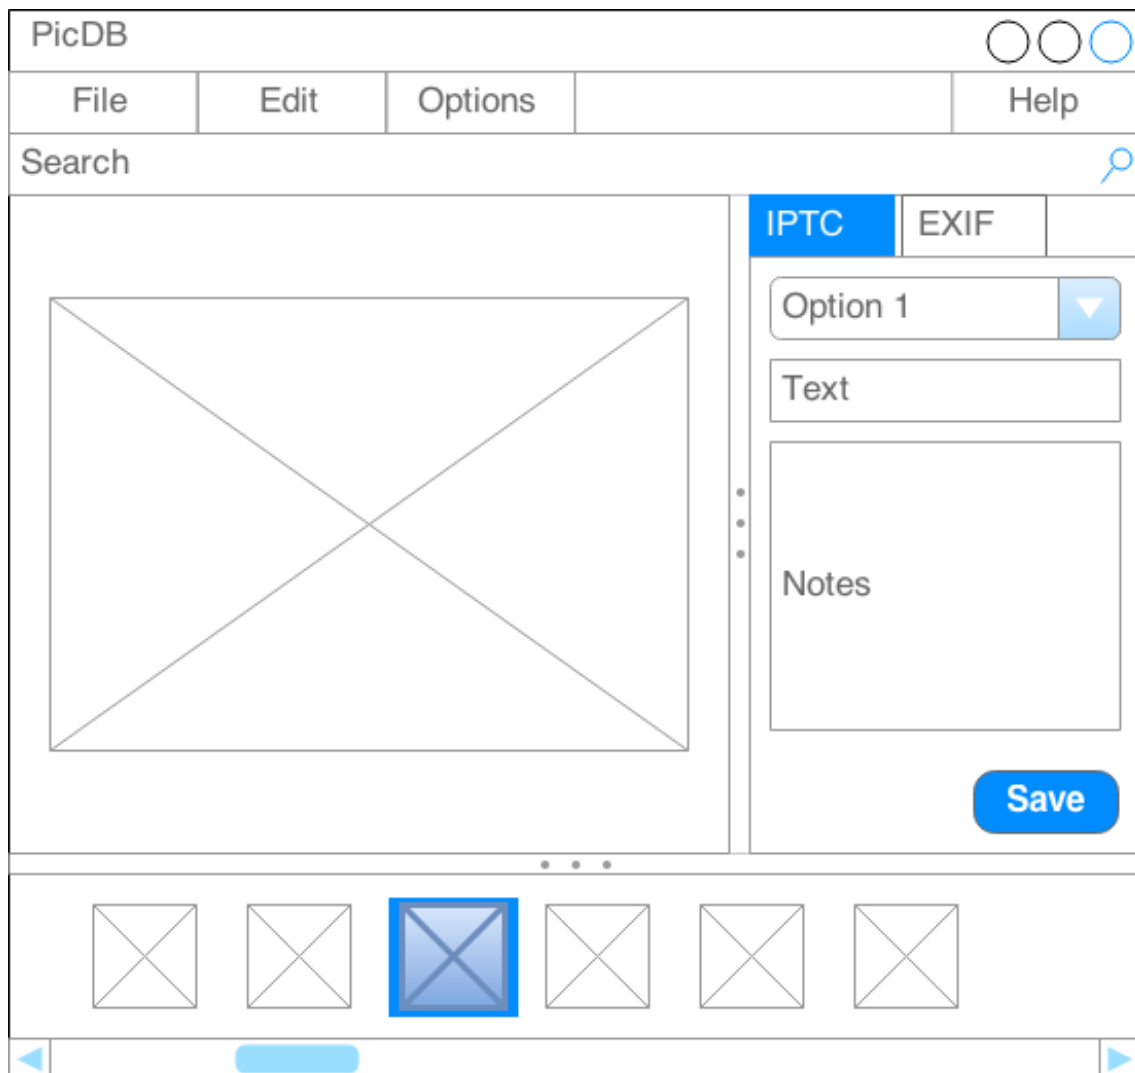 PicDB
File Edit Options Help
Search
IPTC EXIF
Option 1
Text
Notes
Save